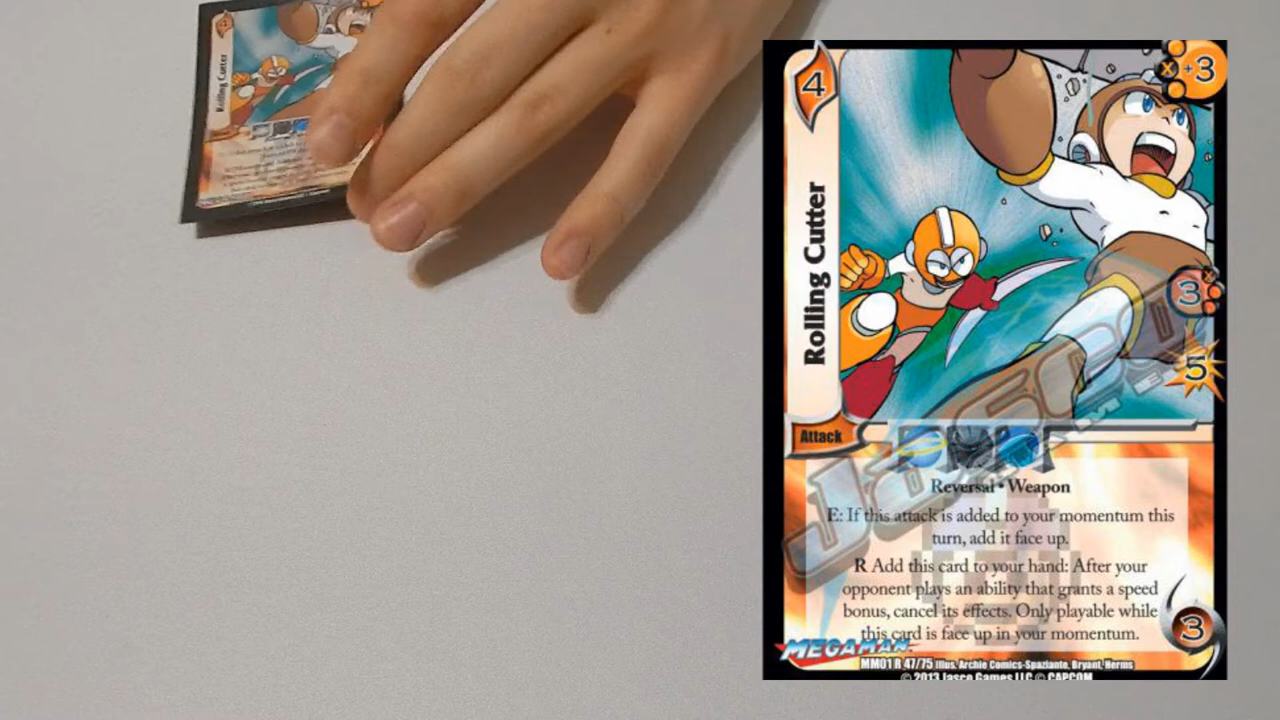 Rolling Cutter
4
X +3
Rolling Cutter
3
5
Attack
Reversal • Weapon
E: If this attack is added to your momentum this
turn, add it face up.
R Add this card to your hand: After your
opponent plays an ability that grants a speed
bonus, cancel its effects. Only playable while
this card is face up in your momentum.
3
MEGAMAN
MM01 R 47/75 Illus. Archie Comics-Spaziante, Bryant, Herms
© 2013 Jasco Games LLC © CAPCOM
JASCO